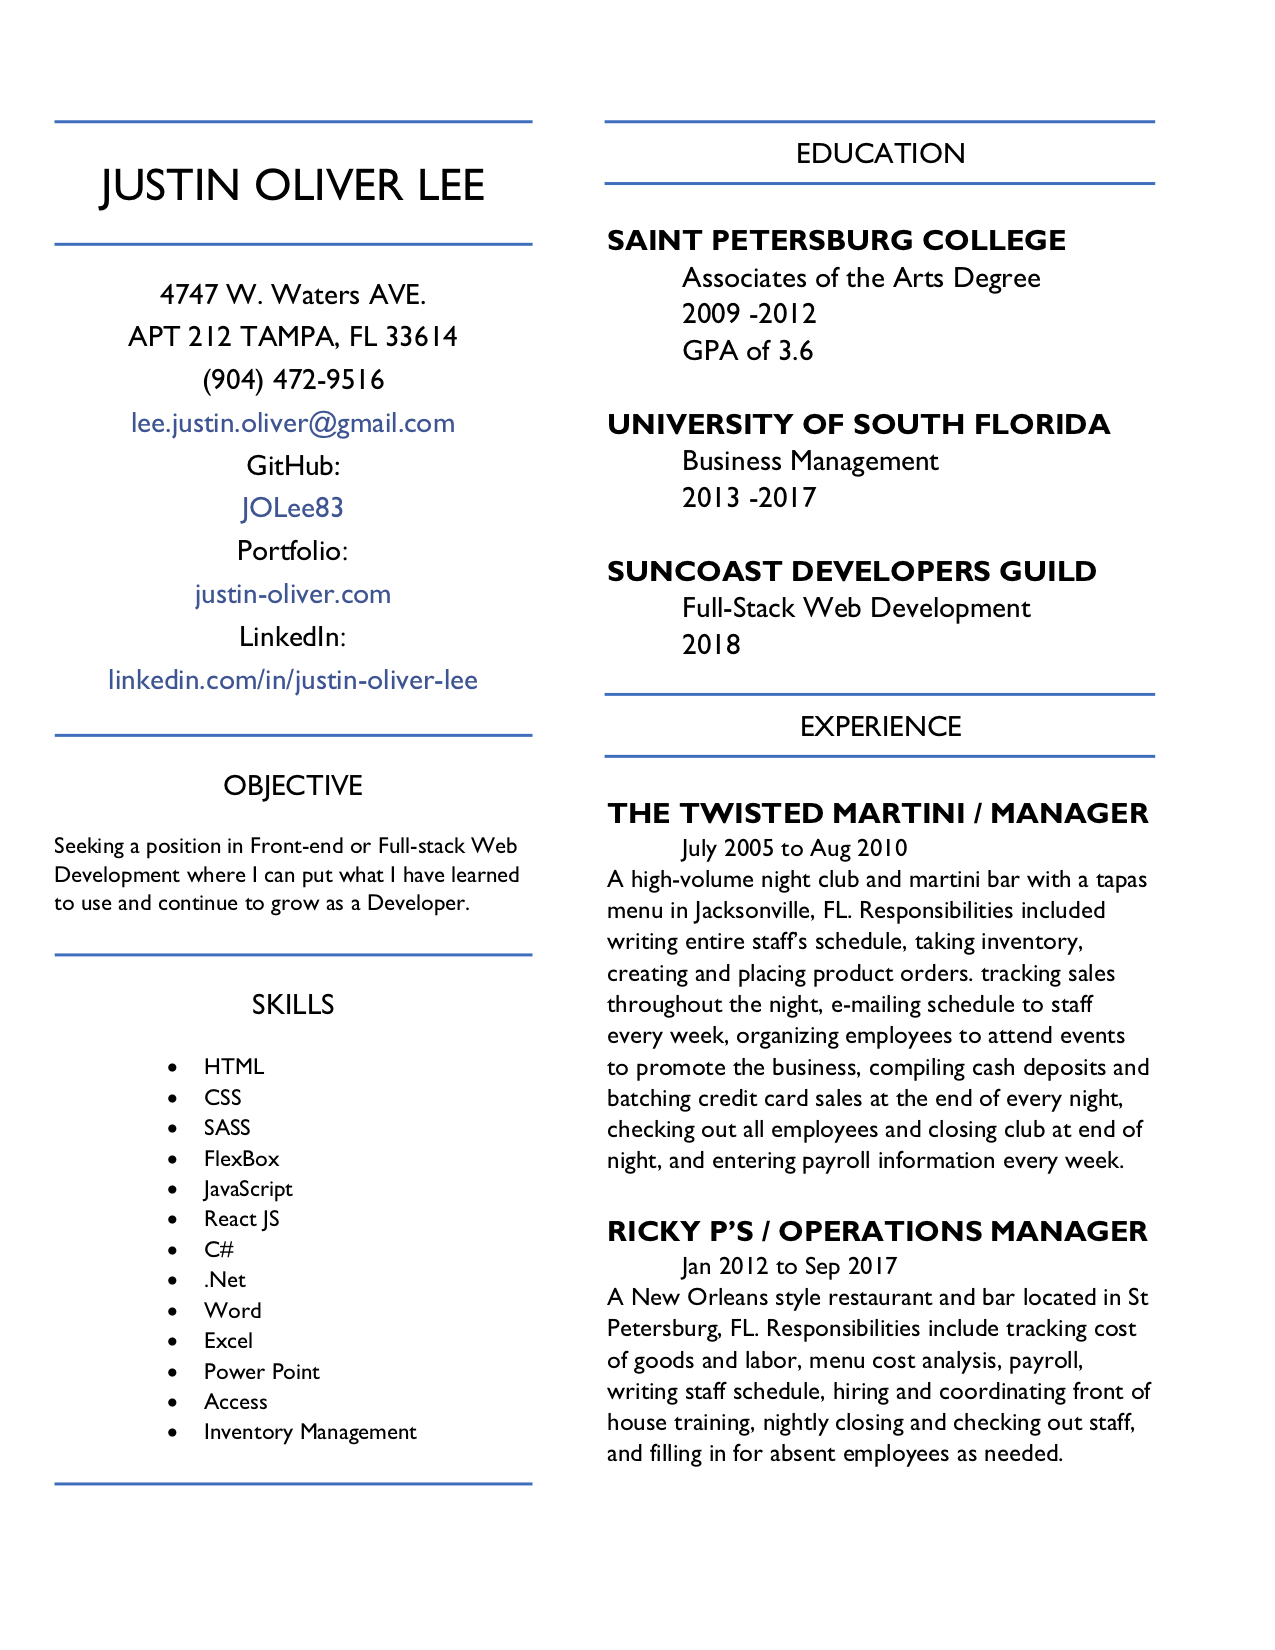 JUSTIN OLIVER LEE
4747 W. Waters AVE.
APT 212 TAMPA, FL 33614
(904) 472-9516
lee.justin.oliver@gmail.com
GitHub:
JOLee83
Portfolio:
justin-oliver.com
LinkedIn:
linkedin.com/in/justin-oliver-lee
OBJECTIVE
Seeking a position in Front-end or Full-stack Web
Development where I can put what I have learned
to use and continue to grow as a Developer.
SKILLS
• HTML
• CSS
• SASS
• FlexBox
• JavaScript
• React JS
• C#
• .Net
• Word
• Excel
• Power Point
• Access
• Inventory Management
EDUCATION
SAINT PETERSBURG COLLEGE
Associates of the Arts Degree
2009 -2012
GPA of 3.6
UNIVERSITY OF SOUTH FLORIDA
Business Management
2013 -2017
SUNCOAST DEVELOPERS GUILD
Full-Stack Web Development
2018
EXPERIENCE
THE TWISTED MARTINI / MANAGER
July 2005 to Aug 2010
A high-volume night club and martini bar with a tapas
menu in Jacksonville, FL. Responsibilities included
writing entire staff's schedule, taking inventory,
creating and placing product orders. tracking sales
throughout the night, e-mailing schedule to staff
every week, organizing employees to attend events
to promote the business, compiling cash deposits and
batching credit card sales at the end of every night,
checking out all employees and closing club at end of
night, and entering payroll information every week.
RICKY P’S / OPERATIONS MANAGER
Jan 2012 to Sep 2017
A New Orleans style restaurant and bar located in St
Petersburg, FL. Responsibilities include tracking cost
of goods and labor, menu cost analysis, payroll,
writing staff schedule, hiring and coordinating front of
house training, nightly closing and checking out staff,
and filling in for absent employees as needed.